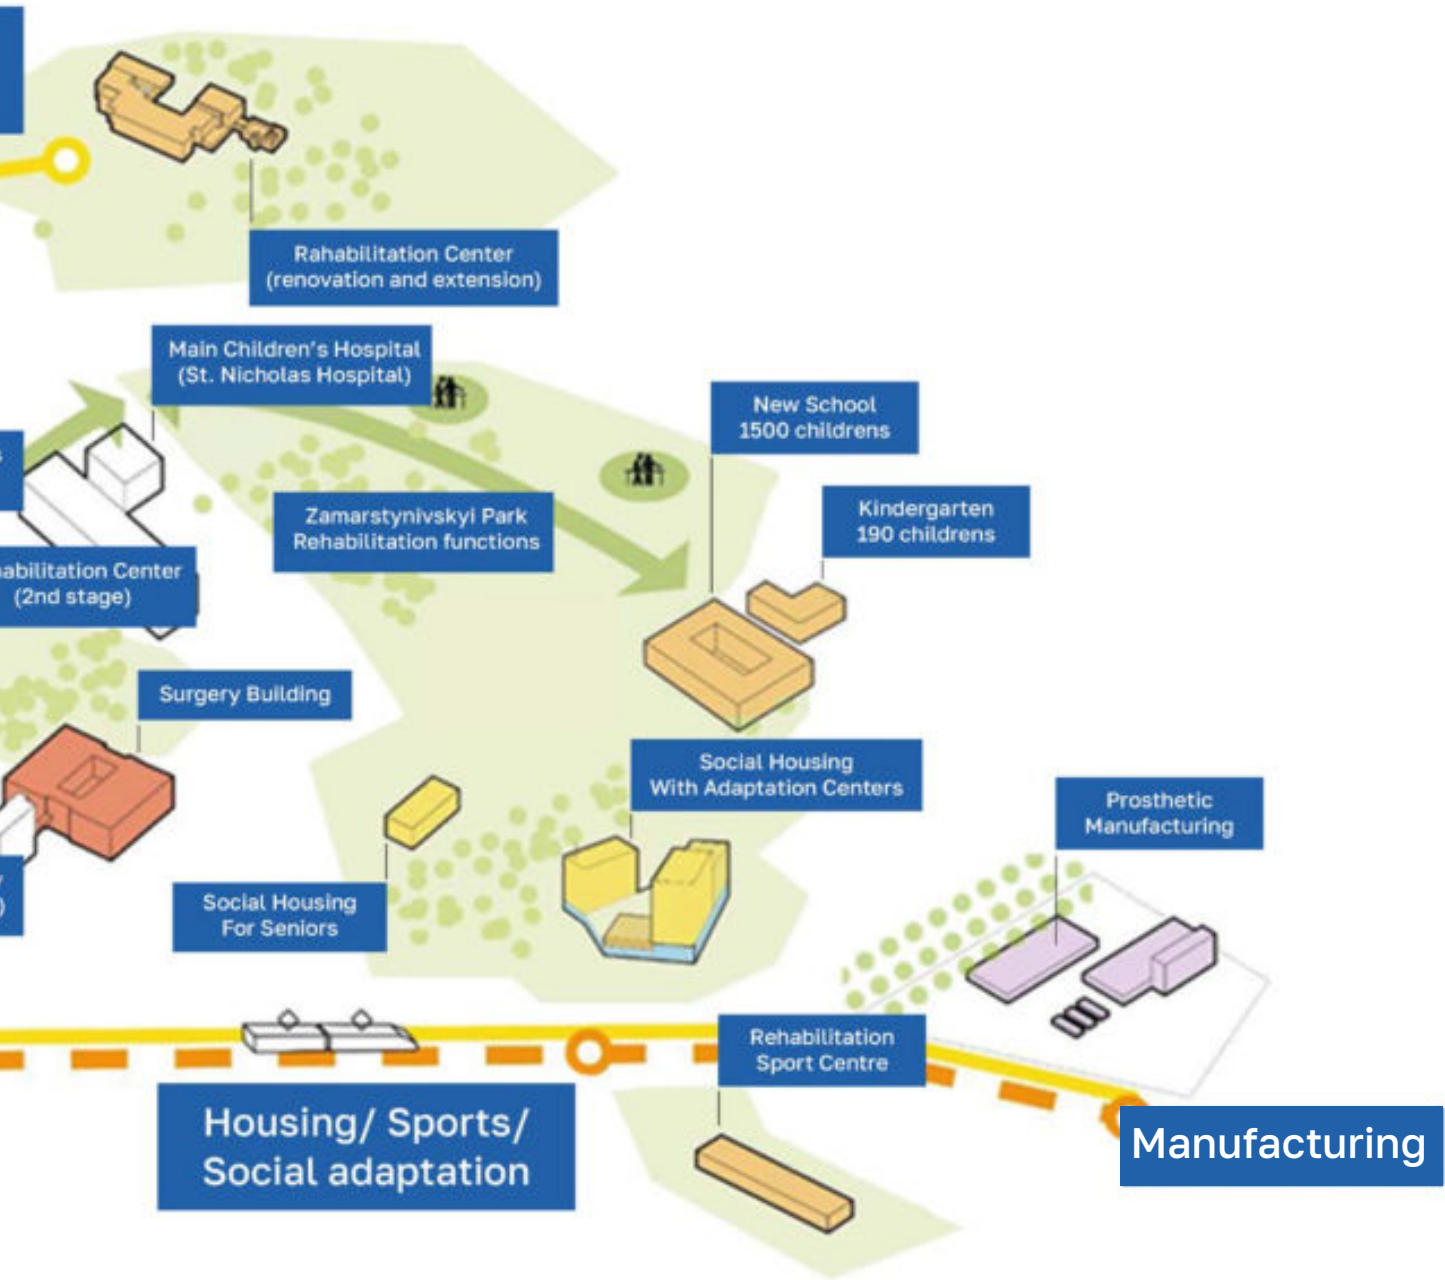 Rahabilitation Center
(renovation and extension)
Main Children's Hospital
(St. Nicholas Hospital)
New School
1500 childrens
Zamarstynivskyi Park
Rehabilitation functions
Kindergarten
190 childrens
Center
(2nd stage)
Surgery Building
Social Housing
With Adaptation Centers
Prosthetic
Manufacturing
Social Housing
For Seniors
Rehabilitation
Sport Centre
Housing/ Sports/
Social adaptation
Manufacturing